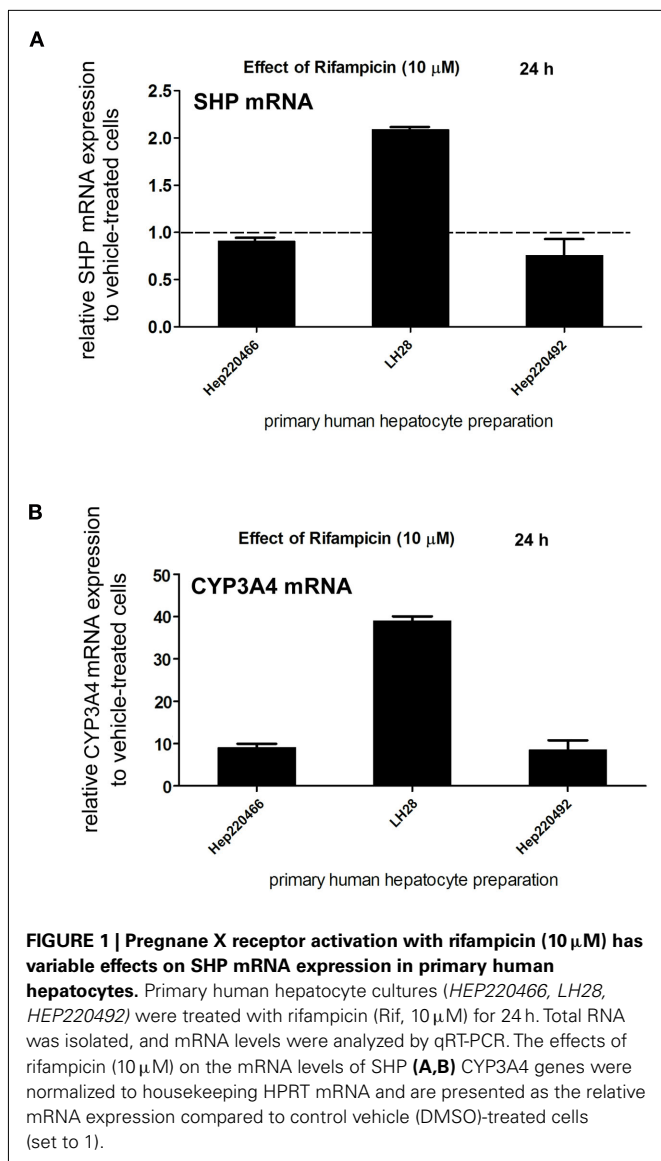 A
Effect of Rifampicin (10 μM) 24 h
SHP mRNA
relative SHP mRNA expression
to vehicle-treated cells
2.5
2.0
1.5
1.0
0.5
0.0
Hep220466
LH28
Hep220492
primary human hepatocyte preparation
B
Effect of Rifampicin (10 μM) 24 h
CYP3A4 mRNA
relative CYP3A4 mRNA expression
to vehicle-treated cells
50
40
30
20
10
0
Hep220466
LH28
Hep220492
primary human hepatocyte preparation
FIGURE 1 | Pregnane X receptor activation with rifampicin (10 μM) has
variable effects on SHP mRNA expression in primary human
hepatocytes. Primary human hepatocyte cultures (HEP220466, LH28,
HEP220492) were treated with rifampicin (Rif, 10 μM) for 24 h. Total RNA
was isolated, and mRNA levels were analyzed by qRT-PCR. The effects of
rifampicin (10 μM) on the mRNA levels of SHP (A,B) CYP3A4 genes were
normalized to housekeeping HPRT mRNA and are presented as the relative
mRNA expression compared to control vehicle (DMSO)-treated cells
(set to 1).